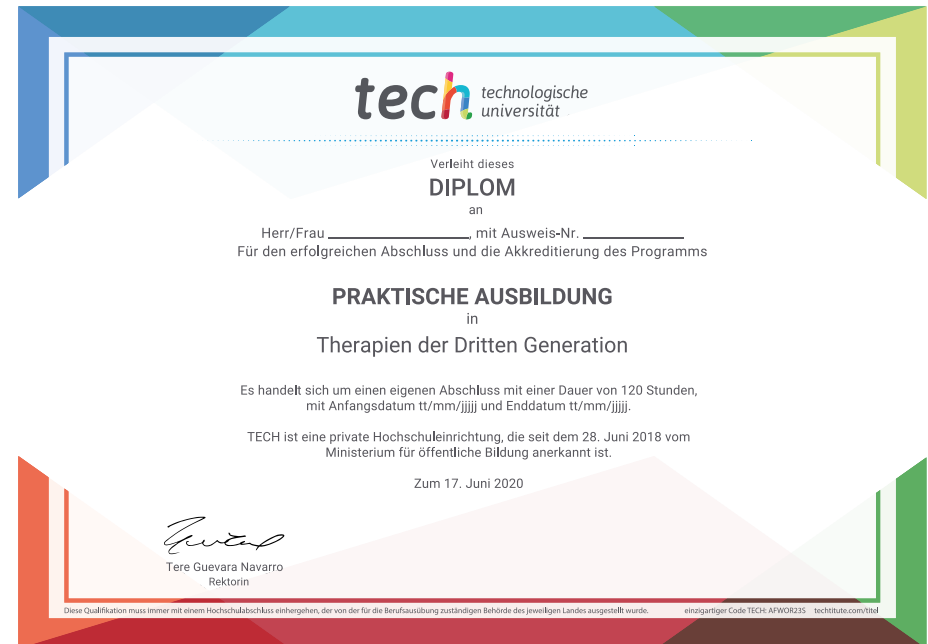 tech technologische
universität
Verleiht dieses
DIPLOM
an
Herr/Frau ____________, mit Ausweis-Nr. ____________
Für den erfolgreichen Abschluss und die Akkreditierung des Programms
PRAKTISCHE AUSBILDUNG
in
Therapien der Dritten Generation
Es handelt sich um einen eigenen Abschluss mit einer Dauer von 120 Stunden,
mit Anfangsdatum tt/mm/jjjjj und Enddatum tt/mm/jjjjj.
TECH ist eine private Hochschuleinrichtung, die seit dem 28. Juni 2018 vom
Ministerium für öffentliche Bildung anerkannt ist.
Zum 17. Juni 2020
Tere Guevara Navarro
Rektorin
Diese Qualifikation muss immer mit einem Hochschulabschluss einhergehen, der von der für die Berufsausübung zuständigen Behörde des jeweiligen Landes ausgestellt wurde. einzigartiger Code TECH: AFWOR23S techtitute.com/titel